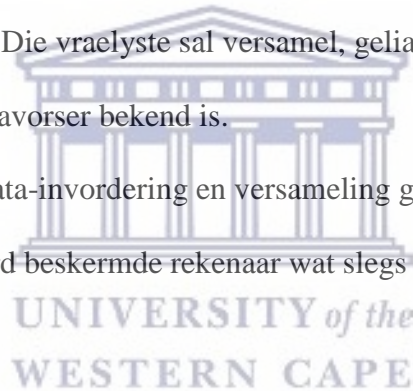 Die vraelyste sal versamel, gelia
avorser bekend is.
ata-invordering en versameling g
d beskermde rekenaar wat slegs
UNIVERSITY of the
WESTERN CAPE